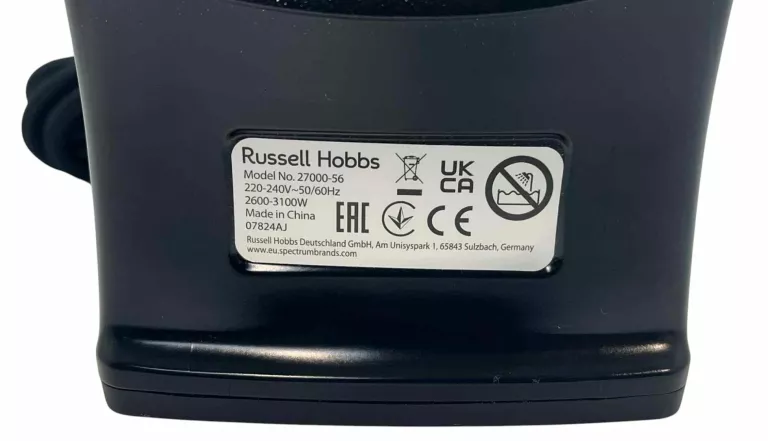 Russell Hobbs
Model No. 27000-56
220-240V~50/60Hz
2600-3100W
Made in China
07824AJ
UK
CA
EAC
CE
Russell Hobbs Deutschland GmbH, Am Unisyspark 1, 65843 Sulzbach, Germany
www.eu.spectrumbrands.com